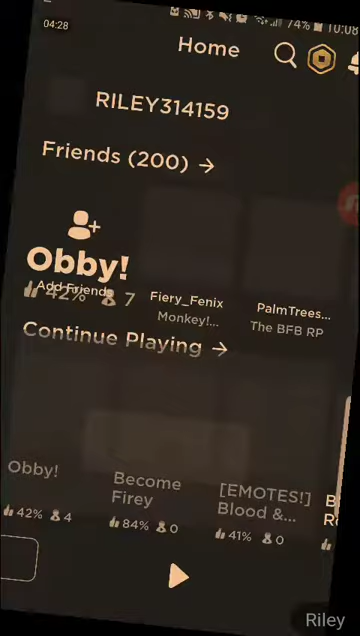 04:28
74% 10:08
Home
RILEY314159
Friends (200) →
Obby!
Add Friends
42% 7
Fiery_Fenix
Monkey!...
PalmTrees...
The BFB RP
Continue Playing →
Obby!
42% 4
Become
Firey
84% 0
[EMOTES!]
Blood &...
41% 0
B
R
Riley